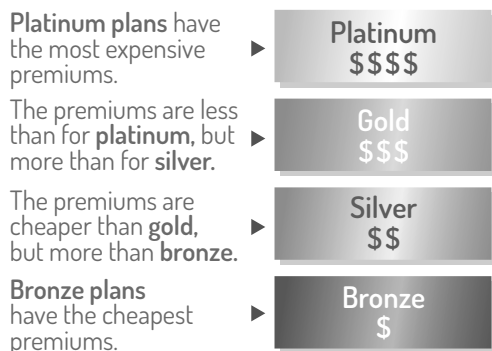 Platinum plans have
the most expensive
premiums.
Platinum
$$$$
The premiums are less
than for platinum, but
more than for silver.
Gold
$$$
The premiums are
cheaper than gold,
but more than bronze.
Silver
$$
Bronze plans
have the cheapest
premiums.
Bronze
$